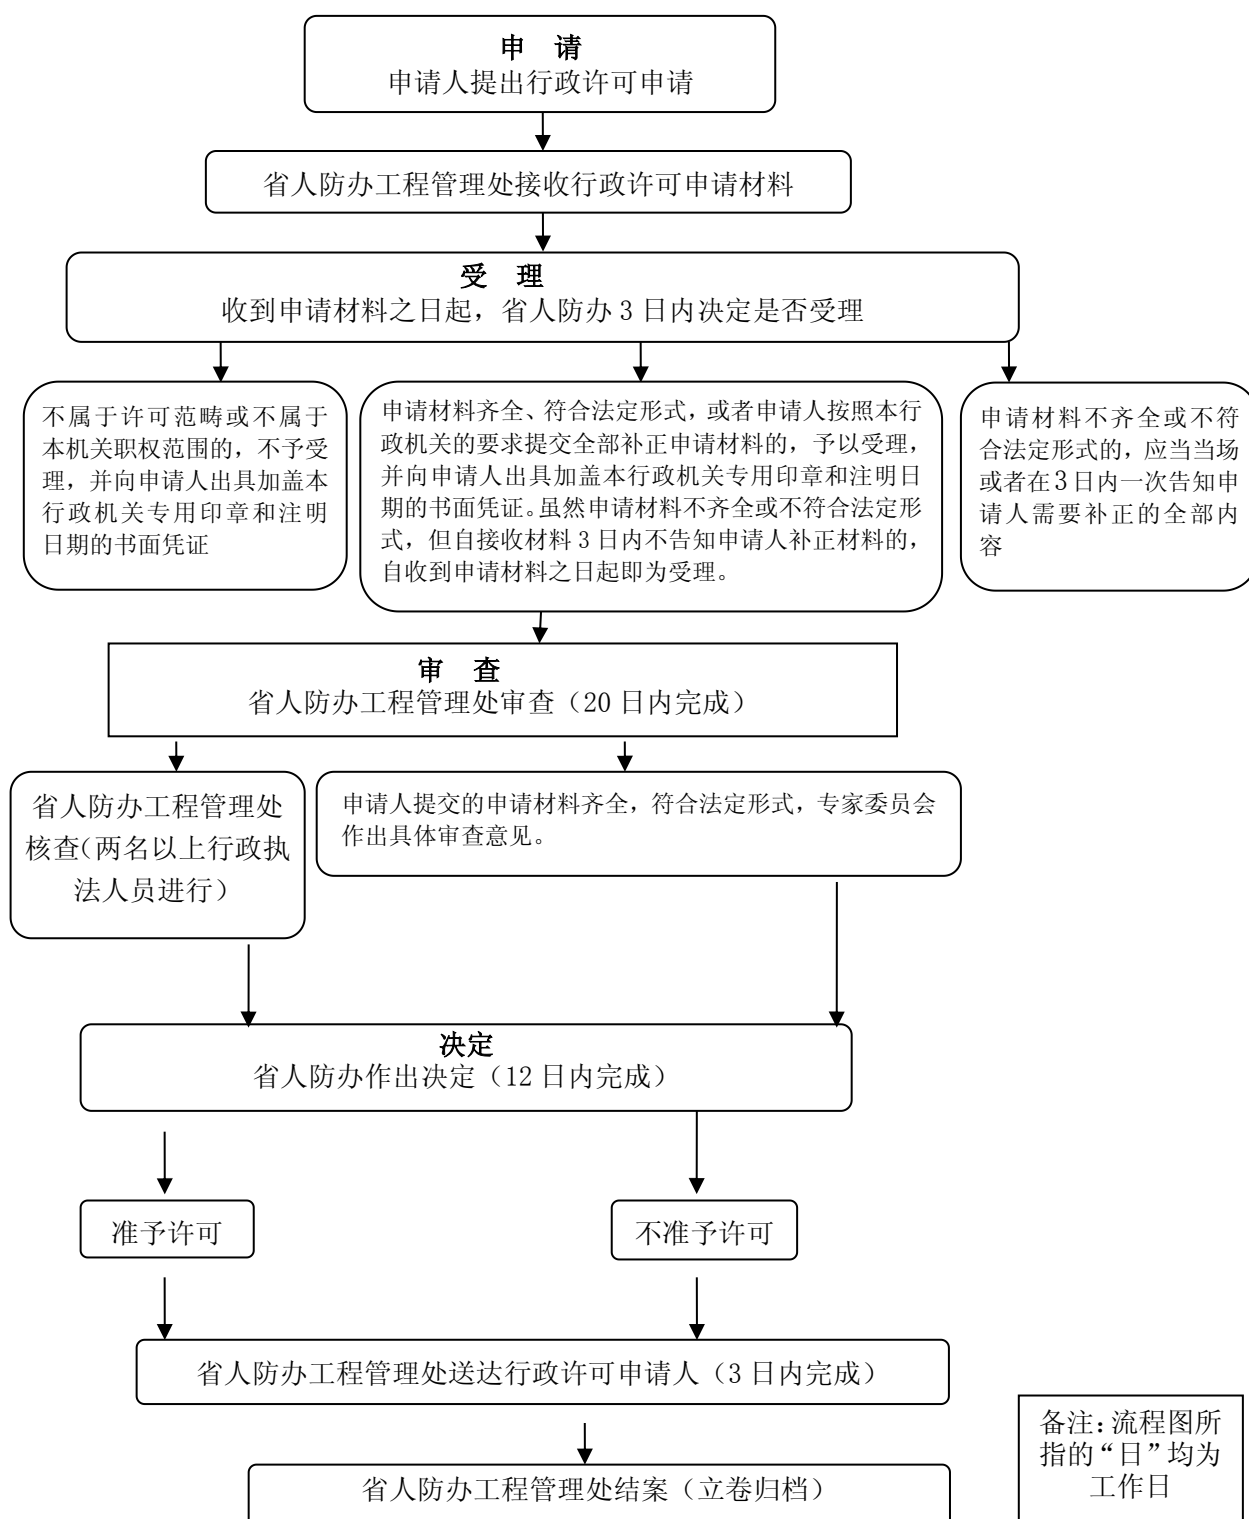 申 请
申请人提出行政许可申请
省人防办工程管理处接收行政许可申请材料
受 理
收到申请材料之日起，省人防办 3 日内决定是否受理
不属于许可范畴或不属于
本机关职权范围的，不予受
理，并向申请人出具加盖本
行政机关专用印章和注明
日期的书面凭证
申请材料齐全、符合法定形式，或者申请人按照本行
政机关的要求提交全部补正申请材料的，予以受理，
并向申请人出具加盖本行政机关专用印章和注明日
期的书面凭证。虽然申请材料不齐全或不符合法定形
式，但自接收材料 3 日内不告知申请人补正材料的，
自收到申请材料之日起即为受理。
申请材料不齐全或不符
合法定形式的，应当当场
或者在 3 日内一次告知申
请人需要补正的全部内
容
审 查
省人防办工程管理处审查（20 日内完成）
省人防办工程管理处
核查（两名以上行政执
法人员进行）
申请人提交的申请材料齐全，符合法定形式，专家委员会
作出具体审查意见。
决定
省人防办作出决定（12 日内完成）
准予许可
不准予许可
省人防办工程管理处送达行政许可申请人（3 日内完成）
省人防办工程管理处结案（立卷归档）
备注：流程图所
指的“日”均为
工作日